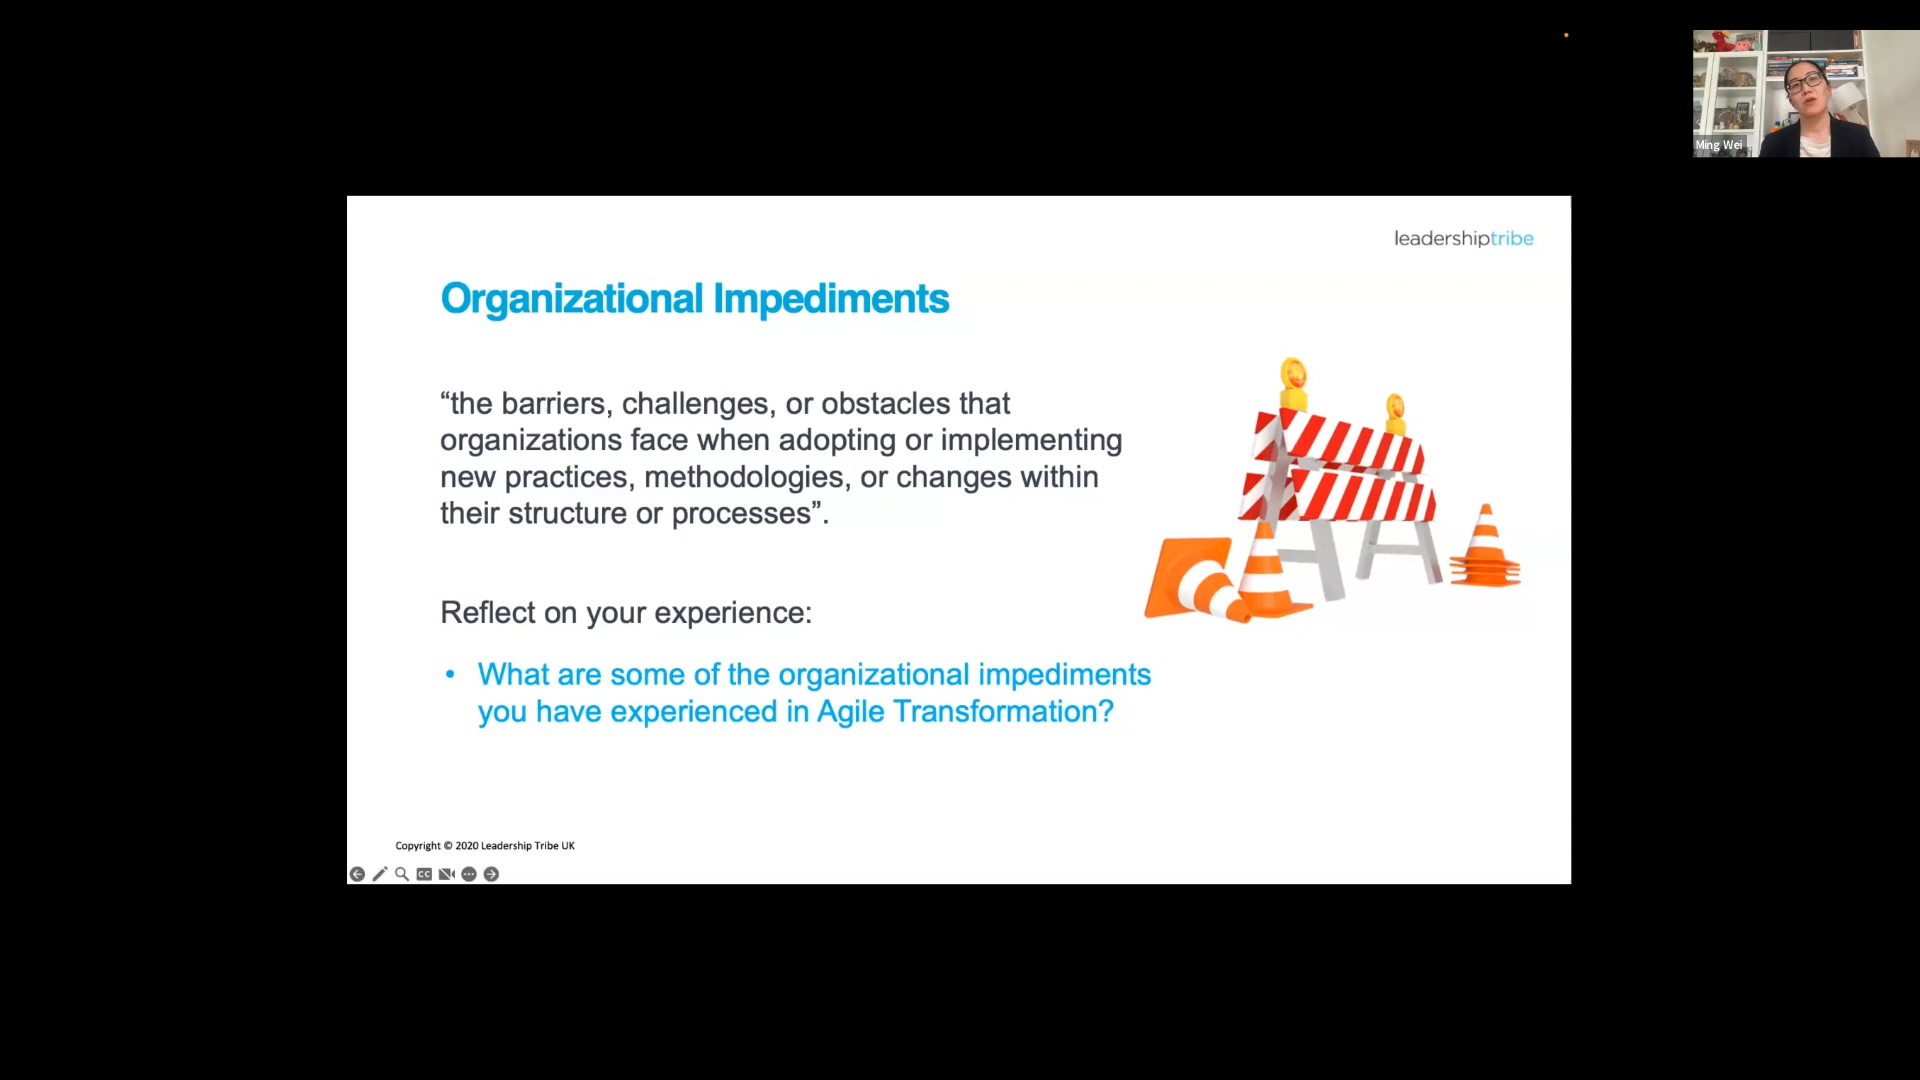 Ming Wei
leadershiptribe
Organizational Impediments
“the barriers, challenges, or obstacles that
organizations face when adopting or implementing
new practices, methodologies, or changes within
their structure or processes”.
Reflect on your experience:
• What are some of the organizational impediments
you have experienced in Agile Transformation?
Copyright © 2020 Leadership Tribe UK
CC